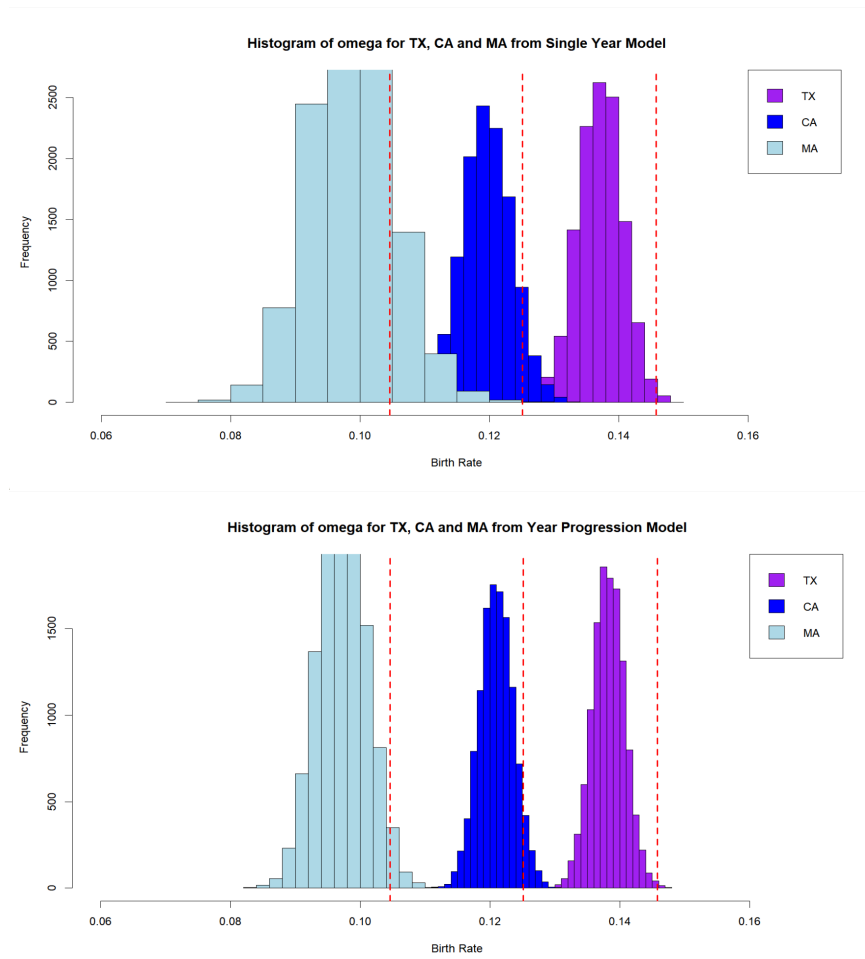 Histogram of omega for TX, CA and MA from Single Year Model
TX
CA
MA
Frequency
2500
2000
1500
1000
500
0
0.06 0.08 0.10 0.12 0.14 0.16
Birth Rate
Histogram of omega for TX, CA and MA from Year Progression Model
TX
CA
MA
Frequency
1500
1000
500
0
0.06 0.08 0.10 0.12 0.14 0.16
Birth Rate